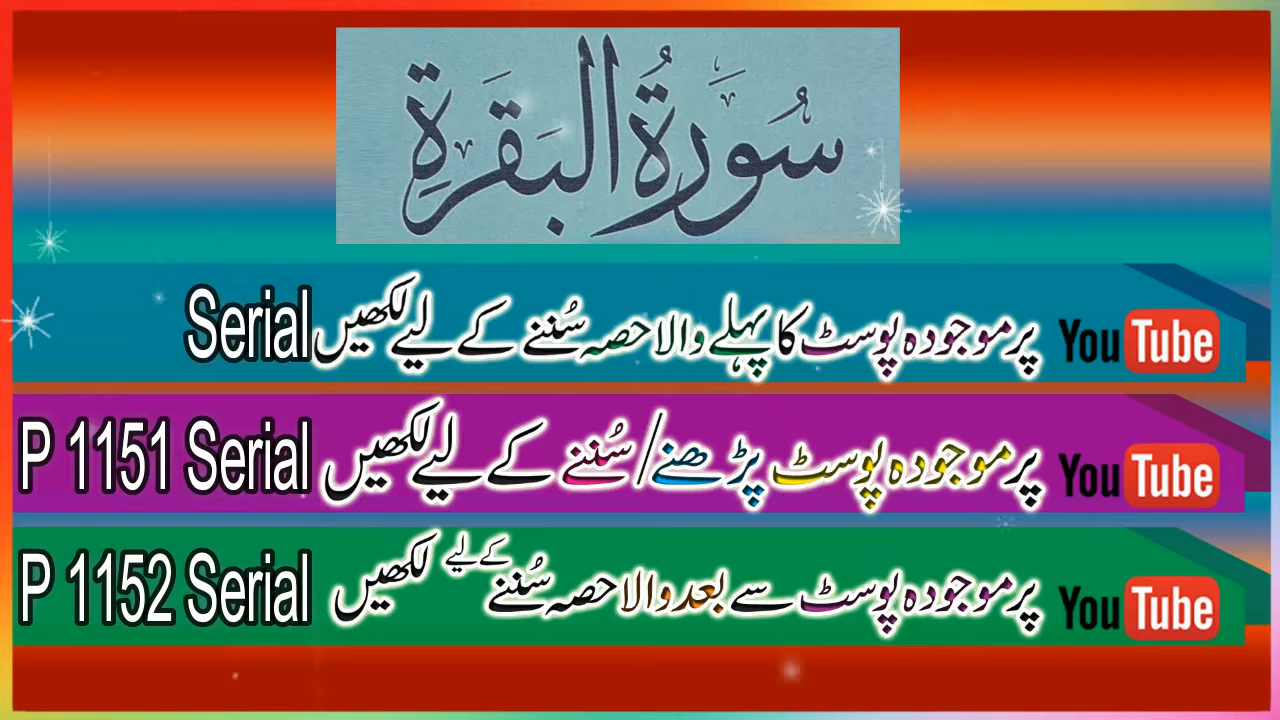 سُورَةُ البَقَرَةِ
YouTube پر موجودہ پوسٹ کا پہلے والا حصہ سُننے کے لیے لکھیں Serial
YouTube پر موجودہ پوسٹ پڑھنے/سُننے کے لیے لکھیں P 1151 Serial
YouTube پر موجودہ پوسٹ سے بعد والا حصہ سُننے کے لیے لکھیں P 1152 Serial